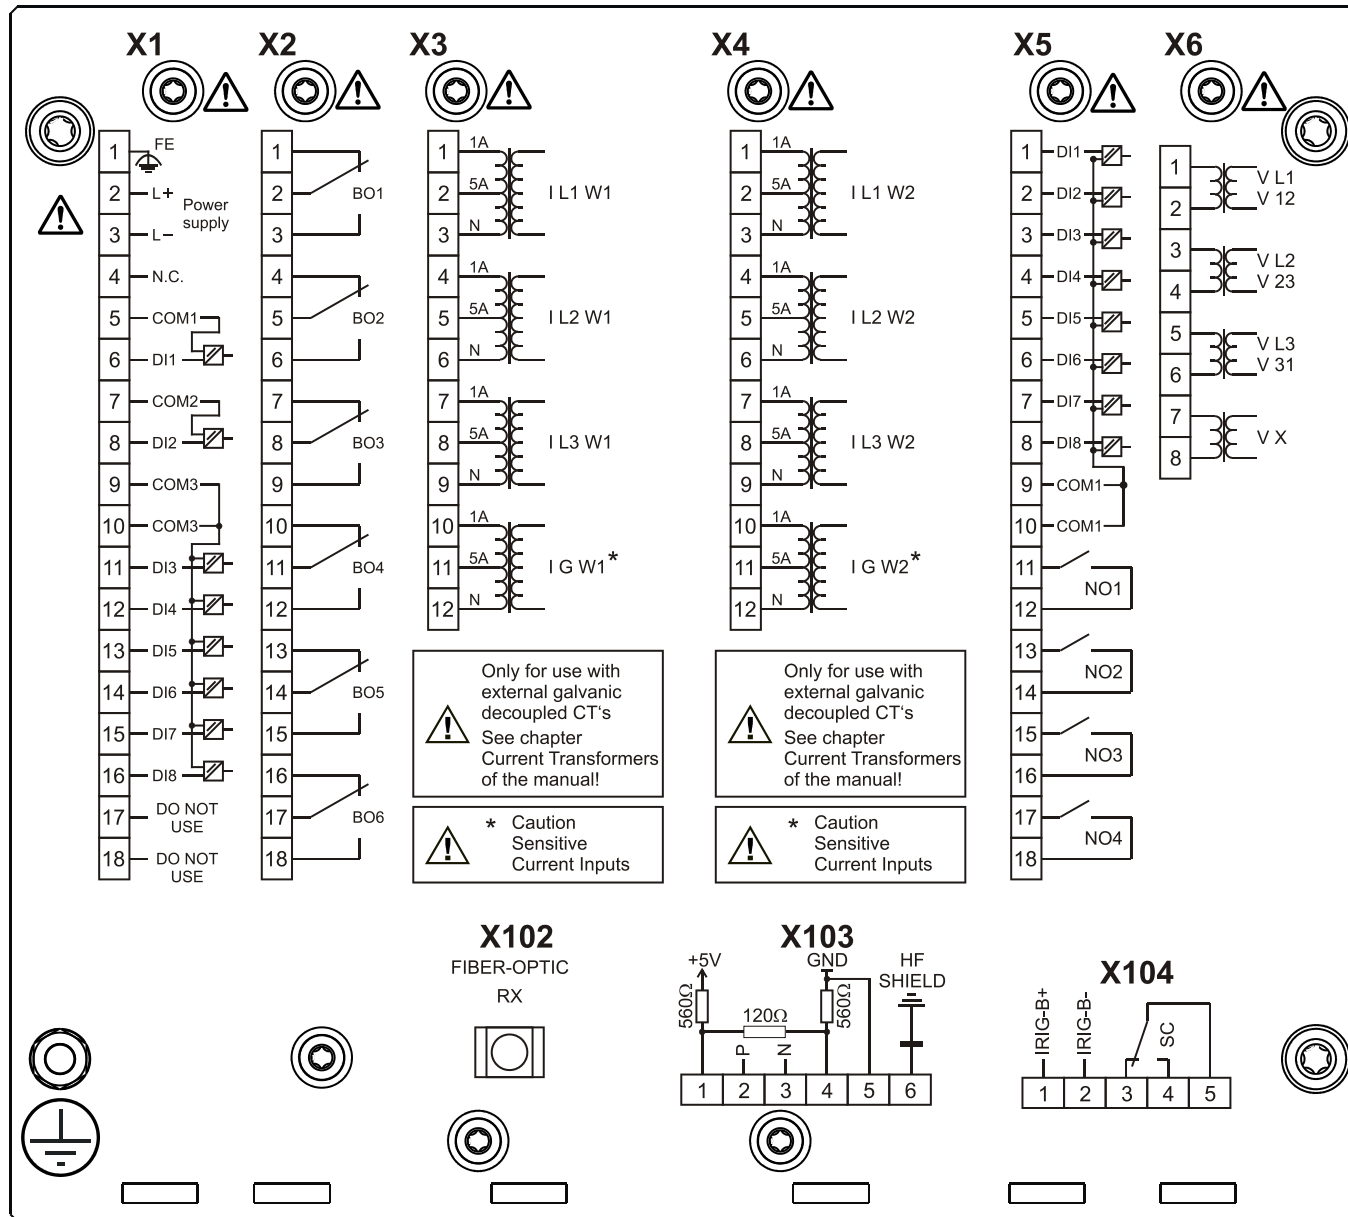 X1
1 FE
2 L+ Power
supply
3 L–
4 N.C.
5 COM1
6 DI1
7 COM2
8 DI2
9 COM3
10 COM3
11 DI3
12 DI4
13 DI5
14 DI6
15 DI7
16 DI8
17 DO NOT
USE
18 DO NOT
USE
X2
1
2 BO1
3
4
5 BO2
6
7
8 BO3
9
10
11 BO4
12
13
14 BO5
15
16
17 BO6
18
X3
1 1A
2 5A I L1 W1
3 N
4 1A
5 5A I L2 W1
6 N
7 1A
8 5A I L3 W1
9 N
10 1A
11 5A I G W1*
12 N
Only for use with
external galvanic
decoupled CT‘s
See chapter
Current Transformers
of the manual!
* Caution
Sensitive
Current Inputs
X4
1 1A
2 5A I L1 W2
3 N
4 1A
5 5A I L2 W2
6 N
7 1A
8 5A I L3 W2
9 N
10 1A
11 5A I G W2*
12 N
Only for use with
external galvanic
decoupled CT‘s
See chapter
Current Transformers
of the manual!
* Caution
Sensitive
Current Inputs
X5
1 DI1
2 DI2
3 DI3
4 DI4
5 DI5
6 DI6
7 DI7
8 DI8
9 COM1
10 COM1
11
NO1
12
13
NO2
14
15
NO3
16
17
NO4
18
X6
1 V L1
2 V 12
3 V L2
4 V 23
5 V L3
6 V 31
7
V X
8
X102
FIBER-OPTIC
RX
X103
+5V GND HF
SHIELD
560Ω 120Ω 560Ω
P N
1 2 3 4 5 6
X104
IRIG-B+ IRIG-B- SC
1 2 3 4 5